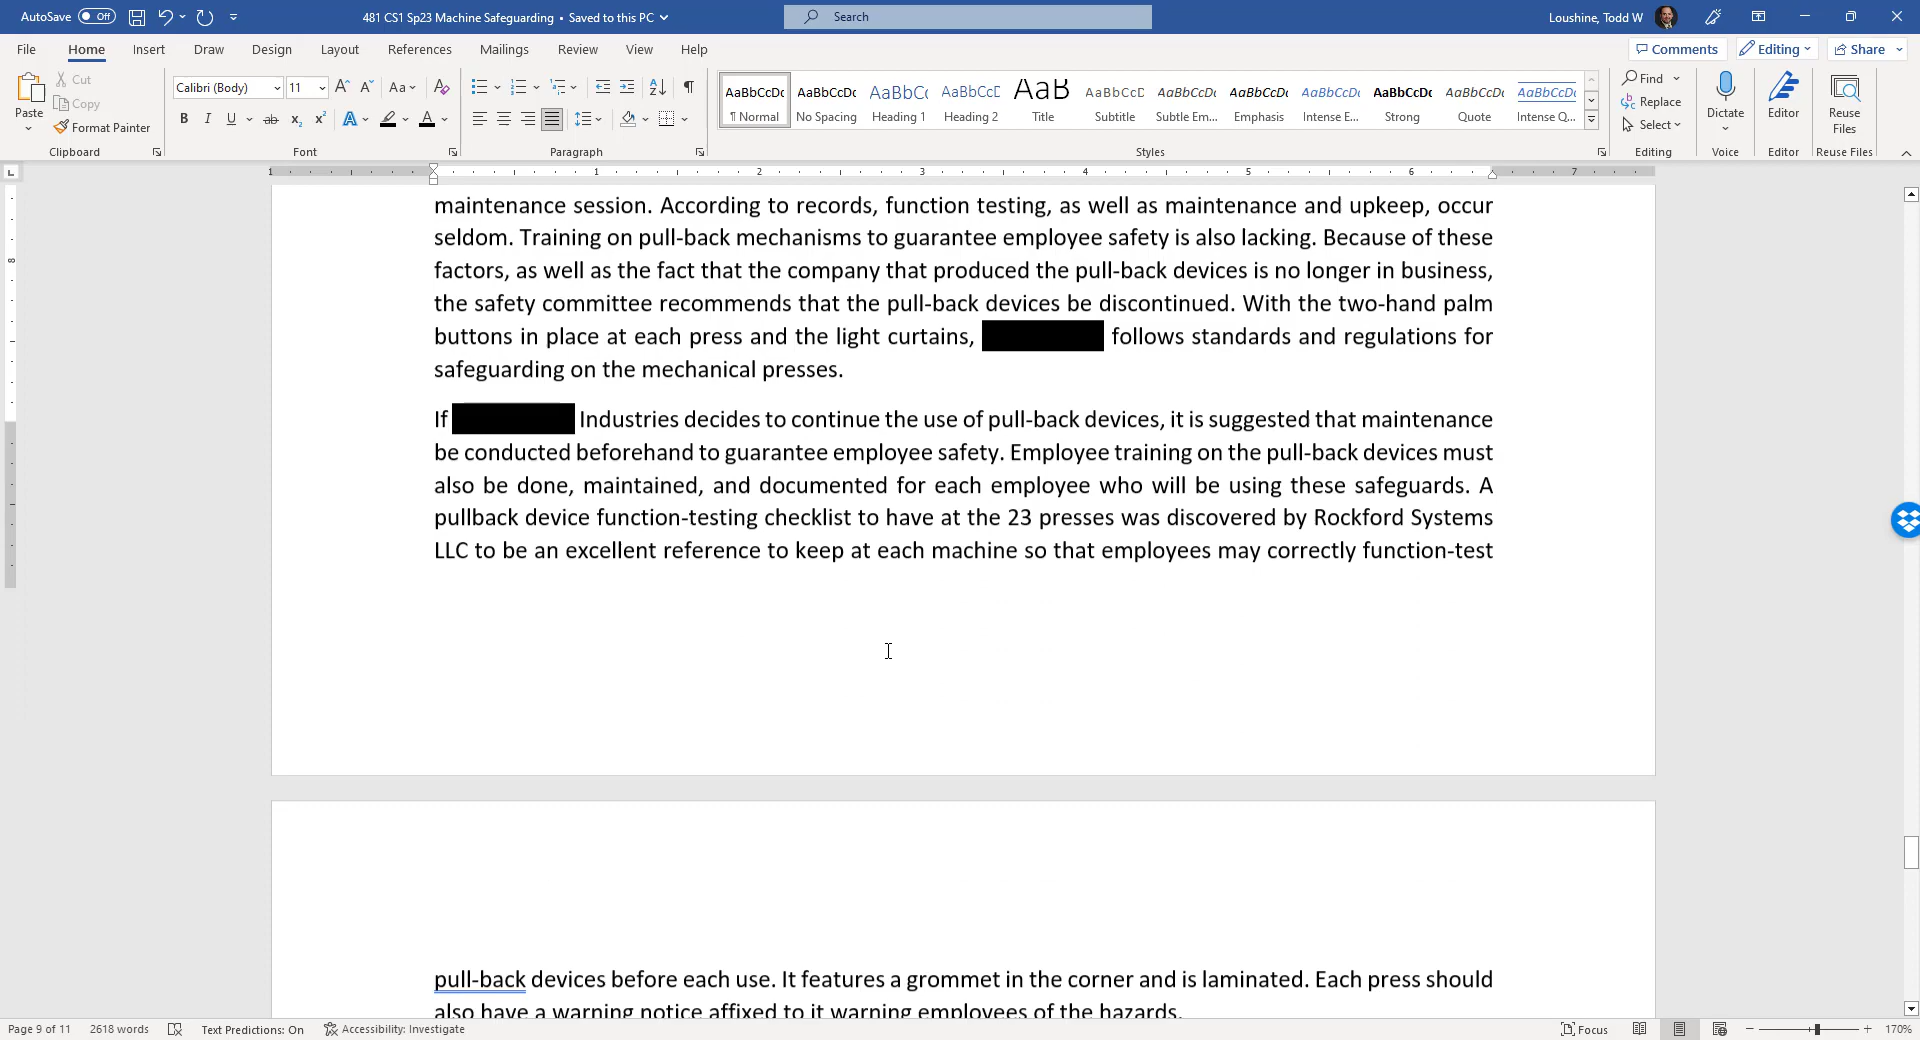 AutoSave Off 481 CS1 Sp23 Machine Safeguarding • Saved to this PC Search Loushine, Todd W
File Home Insert Draw Design Layout References Mailings Review View Help Comments Editing Share
Paste Cut Copy Format Painter
Calibri (Body) 11
AaBbCcDc AaBbCcDc AaBbCc AaBbCcD AaB AaBbCcD AaBbCcDc AaBbCcDc AaBbCcDc AaBbCcDc AaBbCcDc AaBbCcDc
¶ Normal No Spacing Heading 1 Heading 2 Title Subtitle Subtle Em... Emphasis Intense E... Strong Quote Intense Q...
Find Replace Select Dictate Editor Reuse Files
Clipboard Font Paragraph Styles Editing Voice Editor Reuse Files
1 1 2 3 4 5 6 7
8
maintenance session. According to records, function testing, as well as maintenance and upkeep, occur
seldom. Training on pull-back mechanisms to guarantee employee safety is also lacking. Because of these
factors, as well as the fact that the company that produced the pull-back devices is no longer in business,
the safety committee recommends that the pull-back devices be discontinued. With the two-hand palm
buttons in place at each press and the light curtains, follows standards and regulations for
safeguarding on the mechanical presses.
If Industries decides to continue the use of pull-back devices, it is suggested that maintenance
be conducted beforehand to guarantee employee safety. Employee training on the pull-back devices must
also be done, maintained, and documented for each employee who will be using these safeguards. A
pullback device function-testing checklist to have at the 23 presses was discovered by Rockford Systems
LLC to be an excellent reference to keep at each machine so that employees may correctly function-test
pull-back devices before each use. It features a grommet in the corner and is laminated. Each press should
also have a warning notice affixed to it warning employees of the hazards.
Page 9 of 11 2618 words Text Predictions: On Accessibility: Investigate Focus 170%